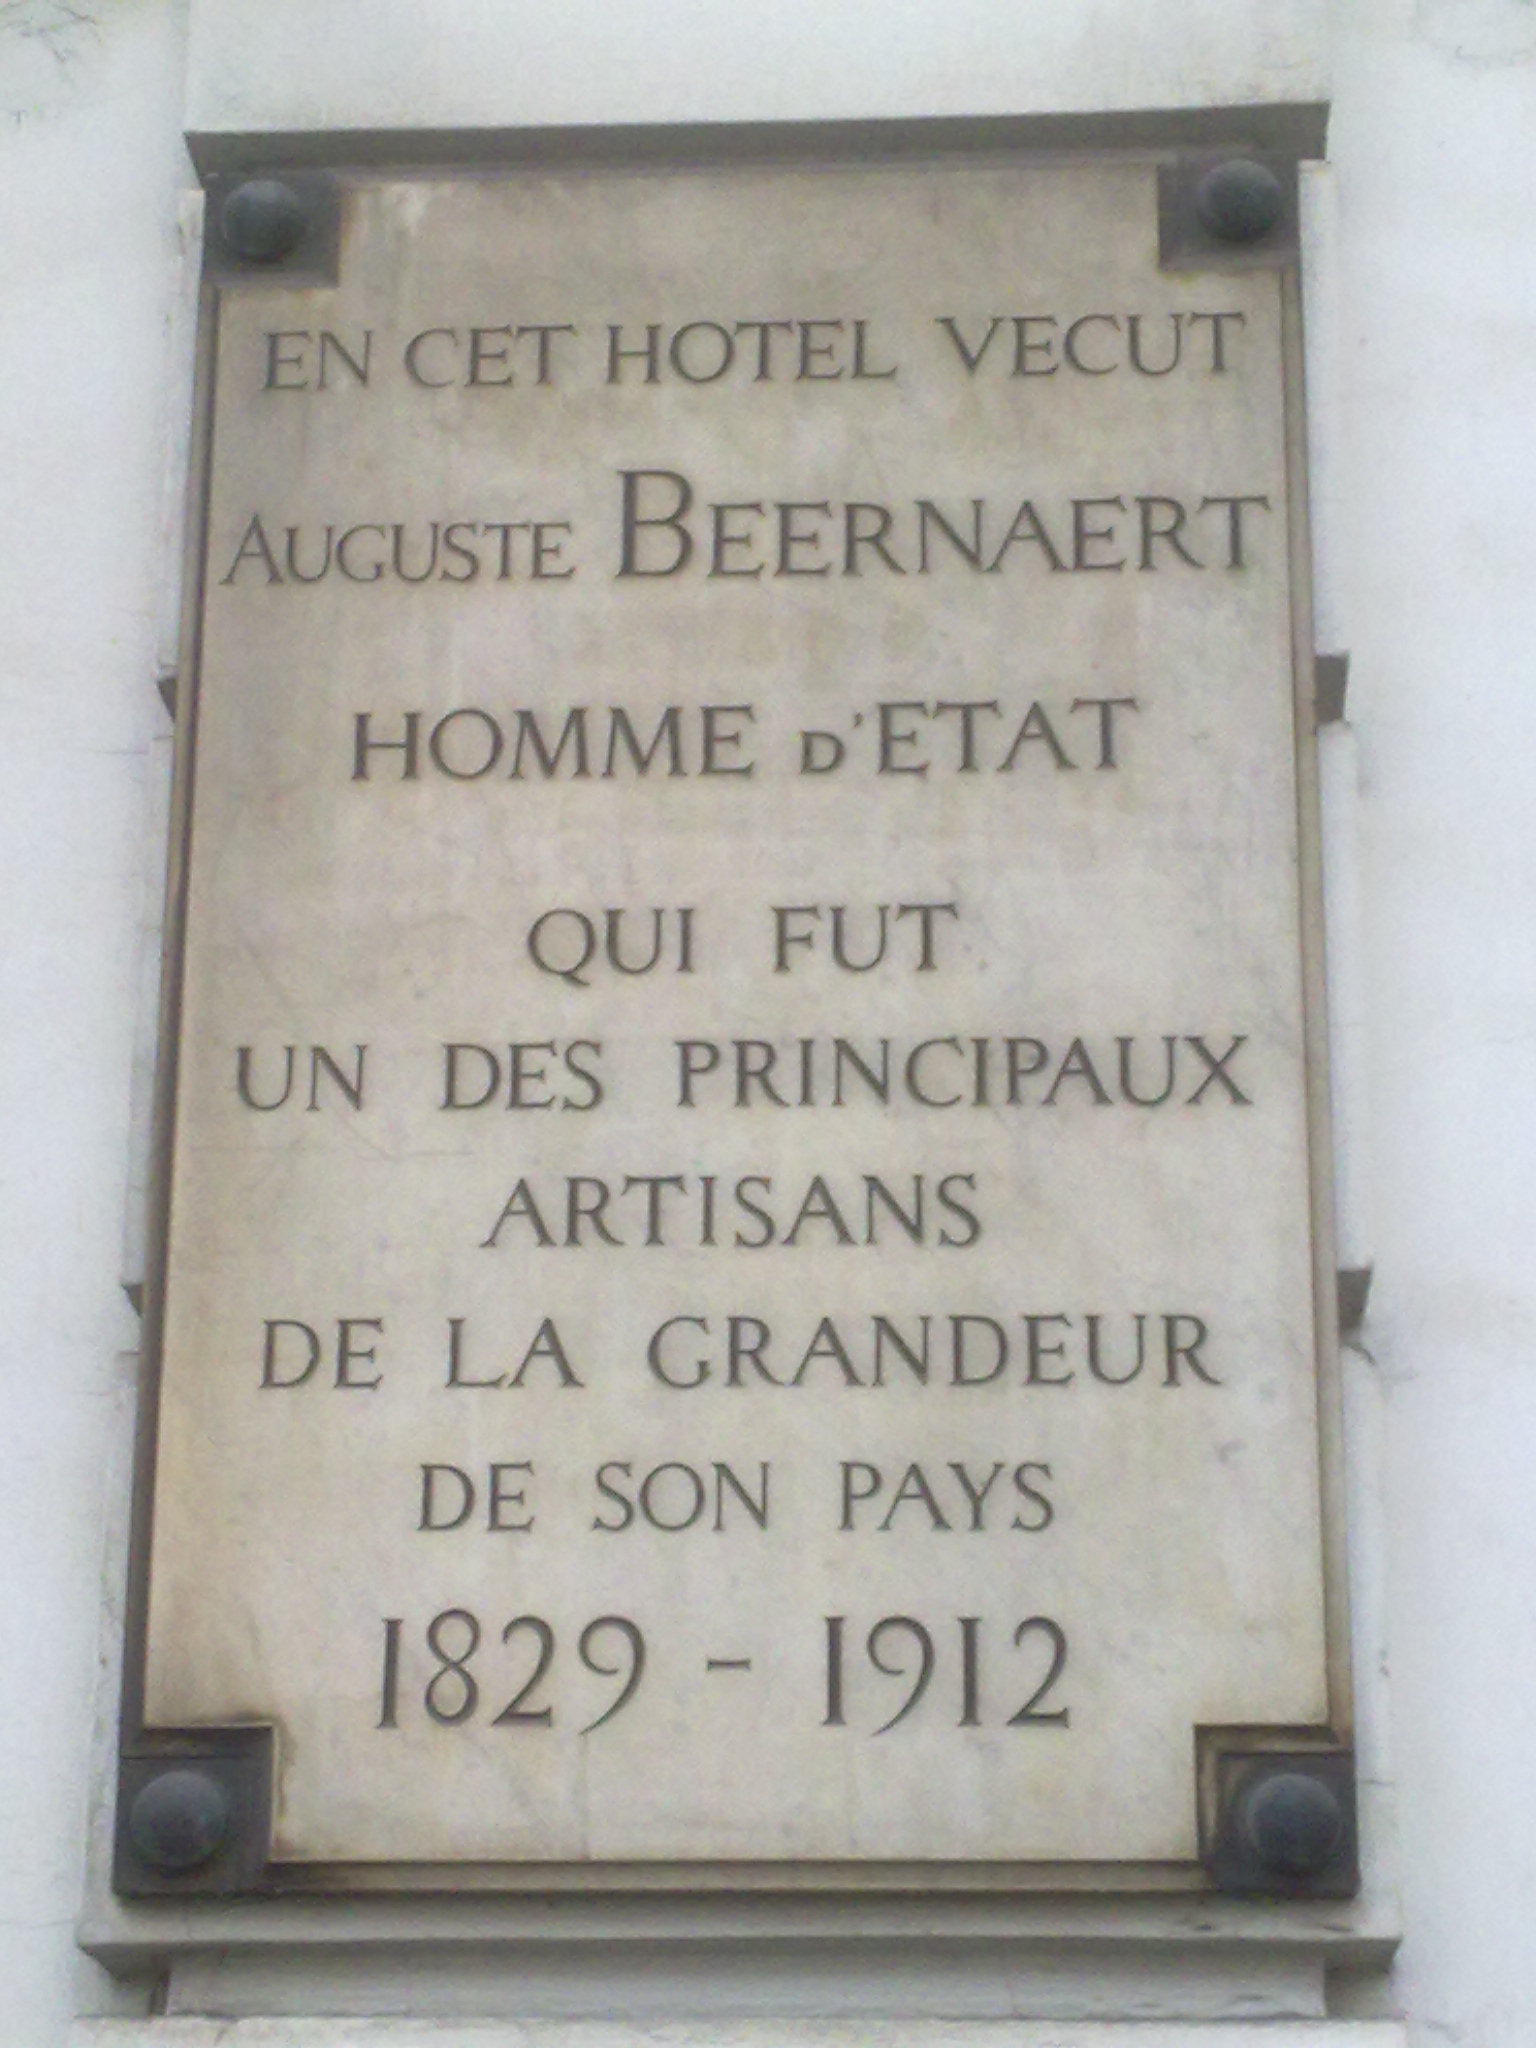 EN CET HOTEL VECUT
AUGUSTE BEERNAERT
HOMME D'ETAT
QUI FUT
UN DES PRINCIPAUX
ARTISANS
DE LA GRANDEUR
DE SON PAYS
1829 - 1912